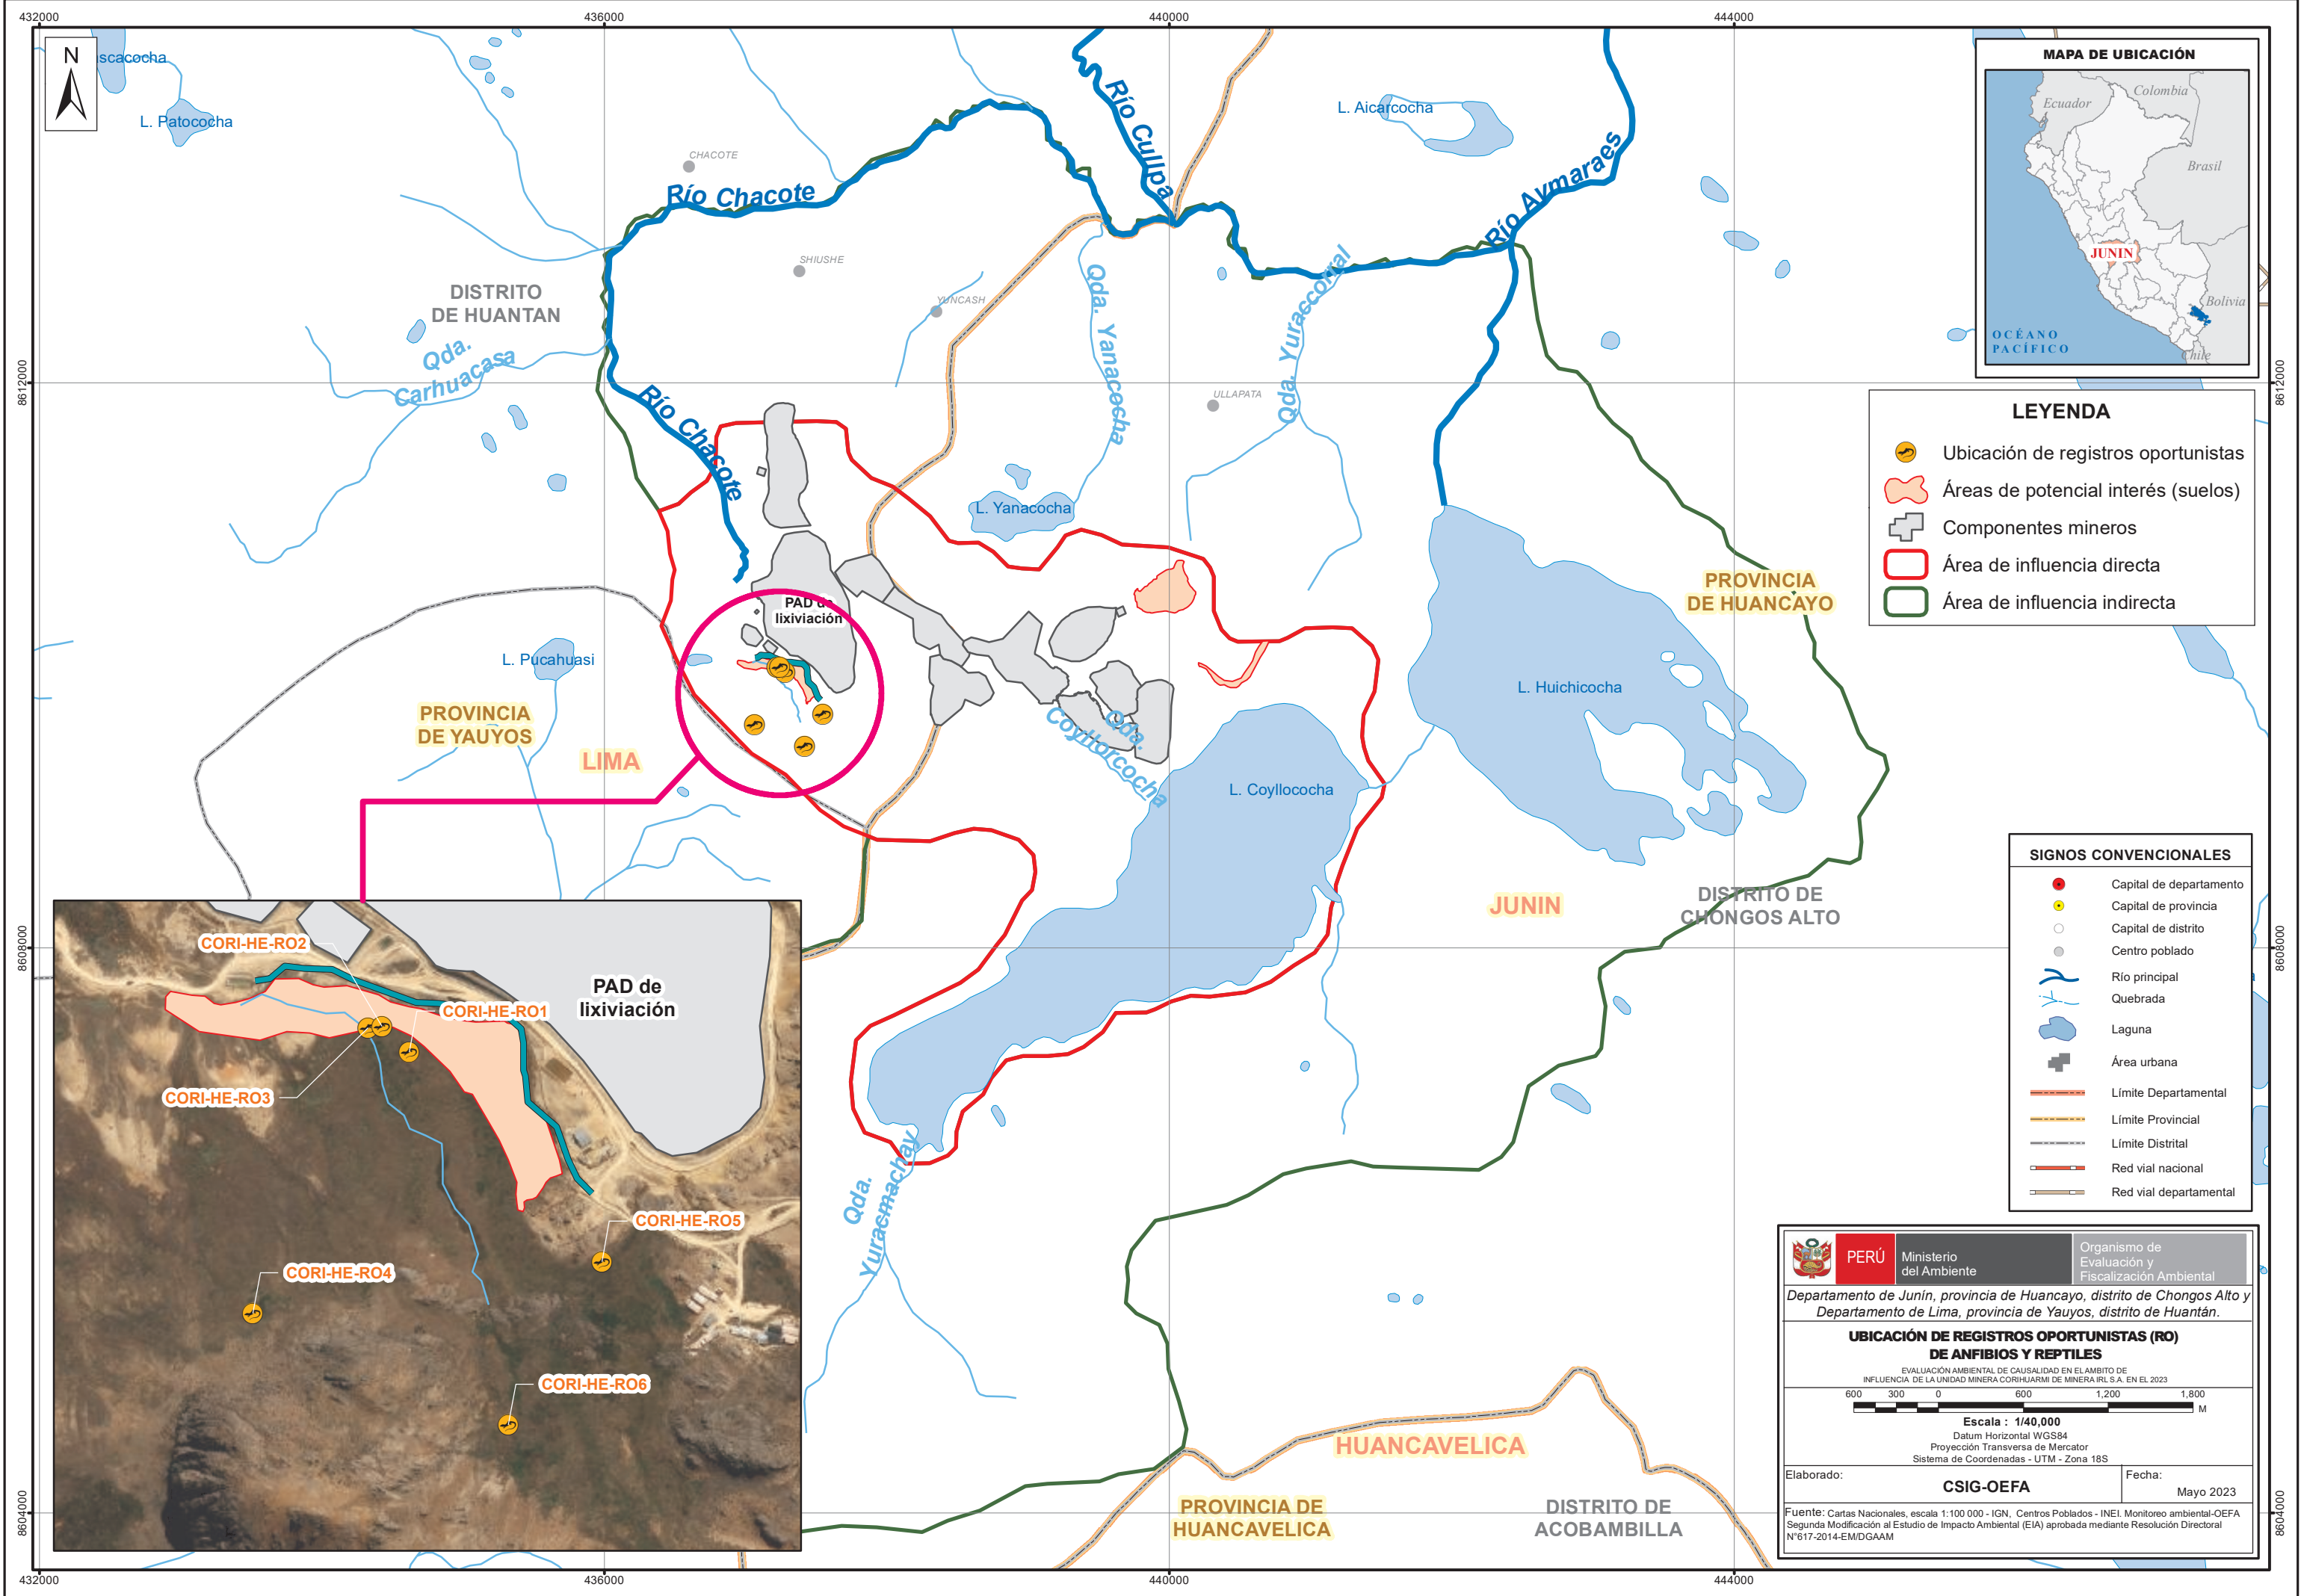 432000
436000
440000
444000
N
scacocha
L. Patococha
CHACOTE
Río Chacote
Río Cullpa
L. Aicarcocha
Río Aymaraes
SHIUSHE
YUNCASH
DISTRITO
DE HUANTAN
Qda.
Carhuacasa
Río Chacote
Qda. Yanacocha
Qda. Yuraccorral
ULLAPATA
8612000
8612000
L. Yanacocha
PAD de
lixiviación
L. Pucahuasi
PROVINCIA
DE YAUYOS
LIMA
PROVINCIA
DE HUANCAYO
L. Huichicocha
Qda.
Coyllorcocha
L. Coyllococha
JUNIN
DISTRITO DE
CHONGOS ALTO
8608000
8608000
Qda.
Yuracmachay
HUANCAVELICA
PROVINCIA DE
HUANCAVELICA
DISTRITO DE
ACOBAMBILLA
8604000
8604000
432000
436000
440000
444000
CORI-HE-RO2
PAD de
lixiviación
CORI-HE-RO1
CORI-HE-RO3
CORI-HE-RO5
CORI-HE-RO4
CORI-HE-RO6
MAPA DE UBICACIÓN
Ecuador
Colombia
Brasil
JUNIN
Bolivia
OCÉANO
PACÍFICO
Chile
LEYENDA
Ubicación de registros oportunistas
Áreas de potencial interés (suelos)
Componentes mineros
Área de influencia directa
Área de influencia indirecta
SIGNOS CONVENCIONALES
Capital de departamento
Capital de provincia
Capital de distrito
Centro poblado
Río principal
Quebrada
Laguna
Área urbana
Límite Departamental
Límite Provincial
Límite Distrital
Red vial nacional
Red vial departamental
PERÚ
Ministerio
del Ambiente
Organismo de
Evaluación y
Fiscalización Ambiental
Departamento de Junín, provincia de Huancayo, distrito de Chongos Alto y
Departamento de Lima, provincia de Yauyos, distrito de Huantán.
UBICACIÓN DE REGISTROS OPORTUNISTAS (RO)
DE ANFIBIOS Y REPTILES
EVALUACIÓN AMBIENTAL DE CAUSALIDAD EN EL AMBITO DE
INFLUENCIA DE LA UNIDAD MINERA CORIHUARMI DE MINERA IRL S.A. EN EL 2023
600 300 0 600 1,200 1,800
M
Escala : 1/40,000
Datum Horizontal WGS84
Proyección Transversa de Mercator
Sistema de Coordenadas - UTM - Zona 18S
Elaborado:
CSIG-OEFA
Fecha:
Mayo 2023
Fuente: Cartas Nacionales, escala 1:100 000 - IGN, Centros Poblados - INEI. Monitoreo ambiental-OEFA
Segunda Modificación al Estudio de Impacto Ambiental (EIA) aprobada mediante Resolución Directoral
N°617-2014-EM/DGAAM